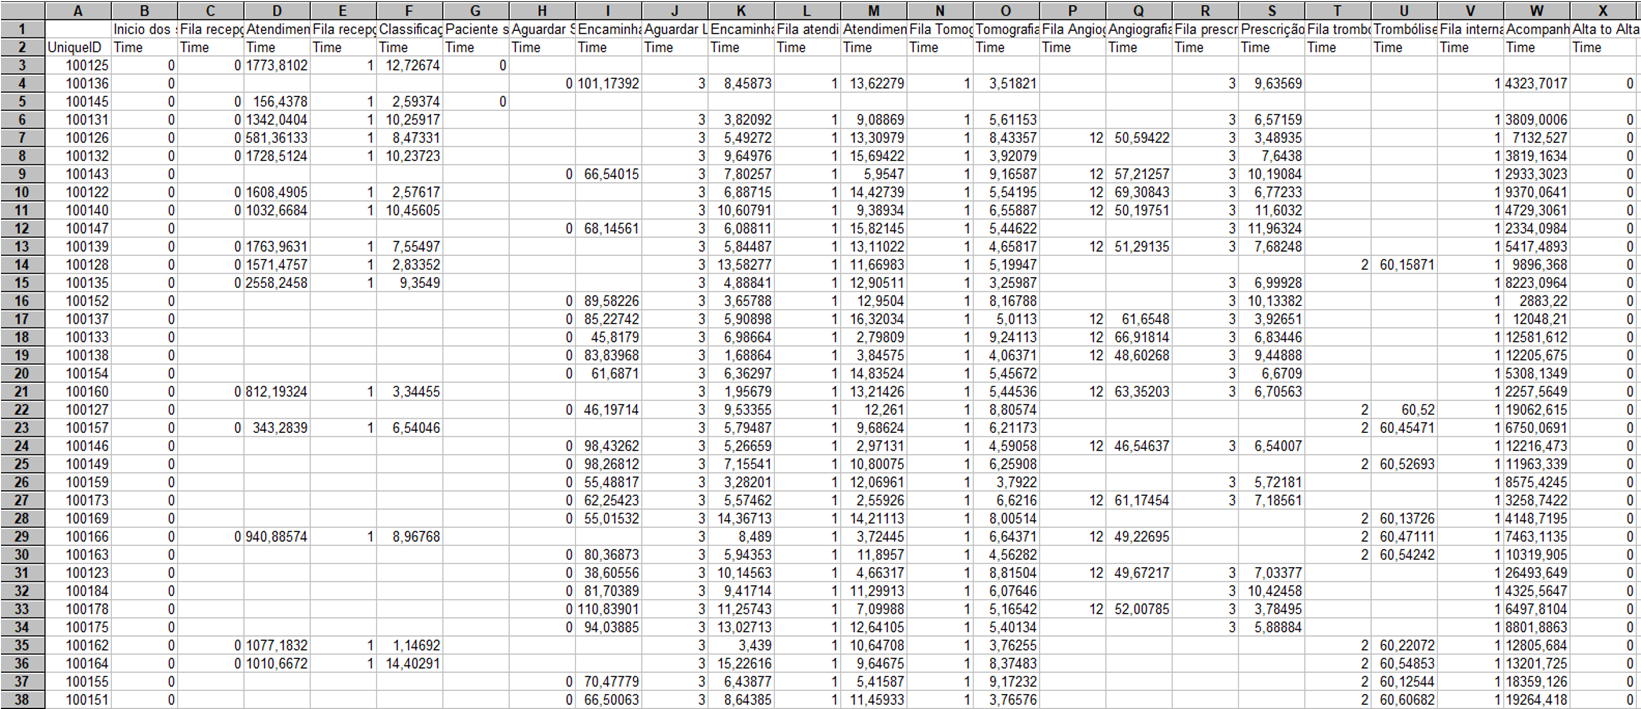 A B C D E F G H I J K L M N O P Q R S T U V W X
1 Inicio dos s Fila recepç Atendimen Fila recepç Classificaç Paciente s Aguardar S Encaminha Aguardar L Encaminha Fila atendi Atendimen Fila Tomog Tomografia Fila Angiog Angiografia Fila prescr Prescrição Fila trombo Trombólise Fila interna Acompanh Alta to Alta
2 UniqueID Time Time Time Time Time Time Time Time Time Time Time Time Time Time Time Time Time Time Time Time Time Time Time
3 100125 0 0 1773,8102 1 12,72674 0
4 100136 0 0 101,17392 3 8,45873 1 13,62279 1 3,51821 3 9,63569 1 4323,7017 0
5 100145 0 0 156,4378 1 2,59374 0
6 100131 0 0 1342,0404 1 10,25917 3 3,82092 1 9,08869 1 5,61153 3 6,57159 1 3809,0006 0
7 100126 0 0 581,36133 1 8,47331 3 5,49272 1 13,30979 1 8,43357 12 50,59422 3 3,48935 1 7132,527 0
8 100132 0 0 1728,5124 1 10,23723 3 9,64976 1 15,69422 1 3,92079 3 7,6438 1 3819,1634 0
9 100143 0 0 66,54015 3 7,80257 1 5,9547 1 9,16587 12 57,21257 3 10,19084 1 2933,3023 0
10 100122 0 0 1608,4905 1 2,57617 3 6,88715 1 14,42739 1 5,54195 12 69,30843 3 6,77233 1 9370,0641 0
11 100140 0 0 1032,6684 1 10,45605 3 10,60791 1 9,38934 1 6,55887 12 50,19751 3 11,6032 1 4729,3061 0
12 100147 0 0 68,14561 3 6,08811 1 15,82145 1 5,44622 3 11,96324 1 2334,0984 0
13 100139 0 0 1763,9631 1 7,55497 3 5,84487 1 13,11022 1 4,65817 12 51,29135 3 7,68248 1 5417,4893 0
14 100128 0 0 1571,4757 1 2,83352 3 13,58277 1 11,66983 1 5,19947 2 60,15871 1 9896,368 0
15 100135 0 0 2558,2458 1 9,3549 3 4,88841 1 12,90511 1 3,25987 3 6,99928 1 8223,0964 0
16 100152 0 0 89,58226 3 3,65788 1 12,9504 1 8,16788 3 10,13382 1 2883,22 0
17 100137 0 0 85,22742 3 5,90898 1 16,32034 1 5,0113 12 61,6548 3 3,92651 1 12048,21 0
18 100133 0 0 45,8179 3 6,98664 1 2,79809 1 9,24113 12 66,91814 3 6,83446 1 12581,612 0
19 100138 0 0 83,83968 3 1,68864 1 3,84575 1 4,06371 12 48,60268 3 9,44888 1 12205,675 0
20 100154 0 0 61,6871 3 6,36297 1 14,83524 1 5,45672 3 6,6709 1 5308,1349 0
21 100160 0 0 812,19324 1 3,34455 3 1,95679 1 13,21426 1 5,44536 12 63,35203 3 6,70563 1 2257,5649 0
22 100127 0 0 46,19714 3 9,53355 1 12,261 1 8,80574 2 60,52 1 19062,615 0
23 100157 0 0 343,2839 1 6,54046 3 5,79487 1 9,68624 1 6,21173 2 60,45471 1 6750,0691 0
24 100146 0 0 98,43262 3 5,26659 1 2,97131 1 4,59058 12 46,54637 3 6,54007 1 12216,473 0
25 100149 0 0 98,26812 3 7,15541 1 10,80075 1 6,25908 2 60,52693 1 11963,339 0
26 100159 0 0 55,48817 3 3,28201 1 12,06961 1 3,7922 3 5,72181 1 8575,4245 0
27 100173 0 0 62,25423 3 5,57462 1 2,55926 1 6,6216 12 61,17454 3 7,18561 1 3258,7422 0
28 100169 0 0 55,01532 3 14,36713 1 14,21113 1 8,00514 2 60,13726 1 4148,7195 0
29 100166 0 0 940,88574 1 8,96768 3 8,489 1 3,72445 1 6,64371 12 49,22695 2 60,47111 1 7463,1135 0
30 100163 0 0 80,36873 3 5,94353 1 11,8957 1 4,56282 2 60,54242 1 10319,905 0
31 100123 0 0 38,60556 3 10,14563 1 4,66317 1 8,81504 12 49,67217 3 7,03377 1 26493,649 0
32 100184 0 0 81,70389 3 9,41714 1 11,29913 1 6,07646 3 10,42458 1 4325,5647 0
33 100178 0 0 110,83901 3 11,25743 1 7,09988 1 5,16542 12 52,00785 3 3,78495 1 6497,8104 0
34 100175 0 0 94,03885 3 13,02713 1 12,64105 1 5,40134 3 5,88884 1 8801,8863 0
35 100162 0 0 1077,1832 1 1,14692 3 3,439 1 10,64708 1 3,76255 2 60,22072 1 12805,684 0
36 100164 0 0 1010,6672 1 14,40291 3 15,22616 1 9,64675 1 8,37483 2 60,54853 1 13201,725 0
37 100155 0 0 70,47779 3 6,43877 1 5,41587 1 9,17232 2 60,12544 1 18359,126 0
38 100151 0 0 66,50063 3 8,64385 1 11,45933 1 3,76576 2 60,60682 1 19264,418 0